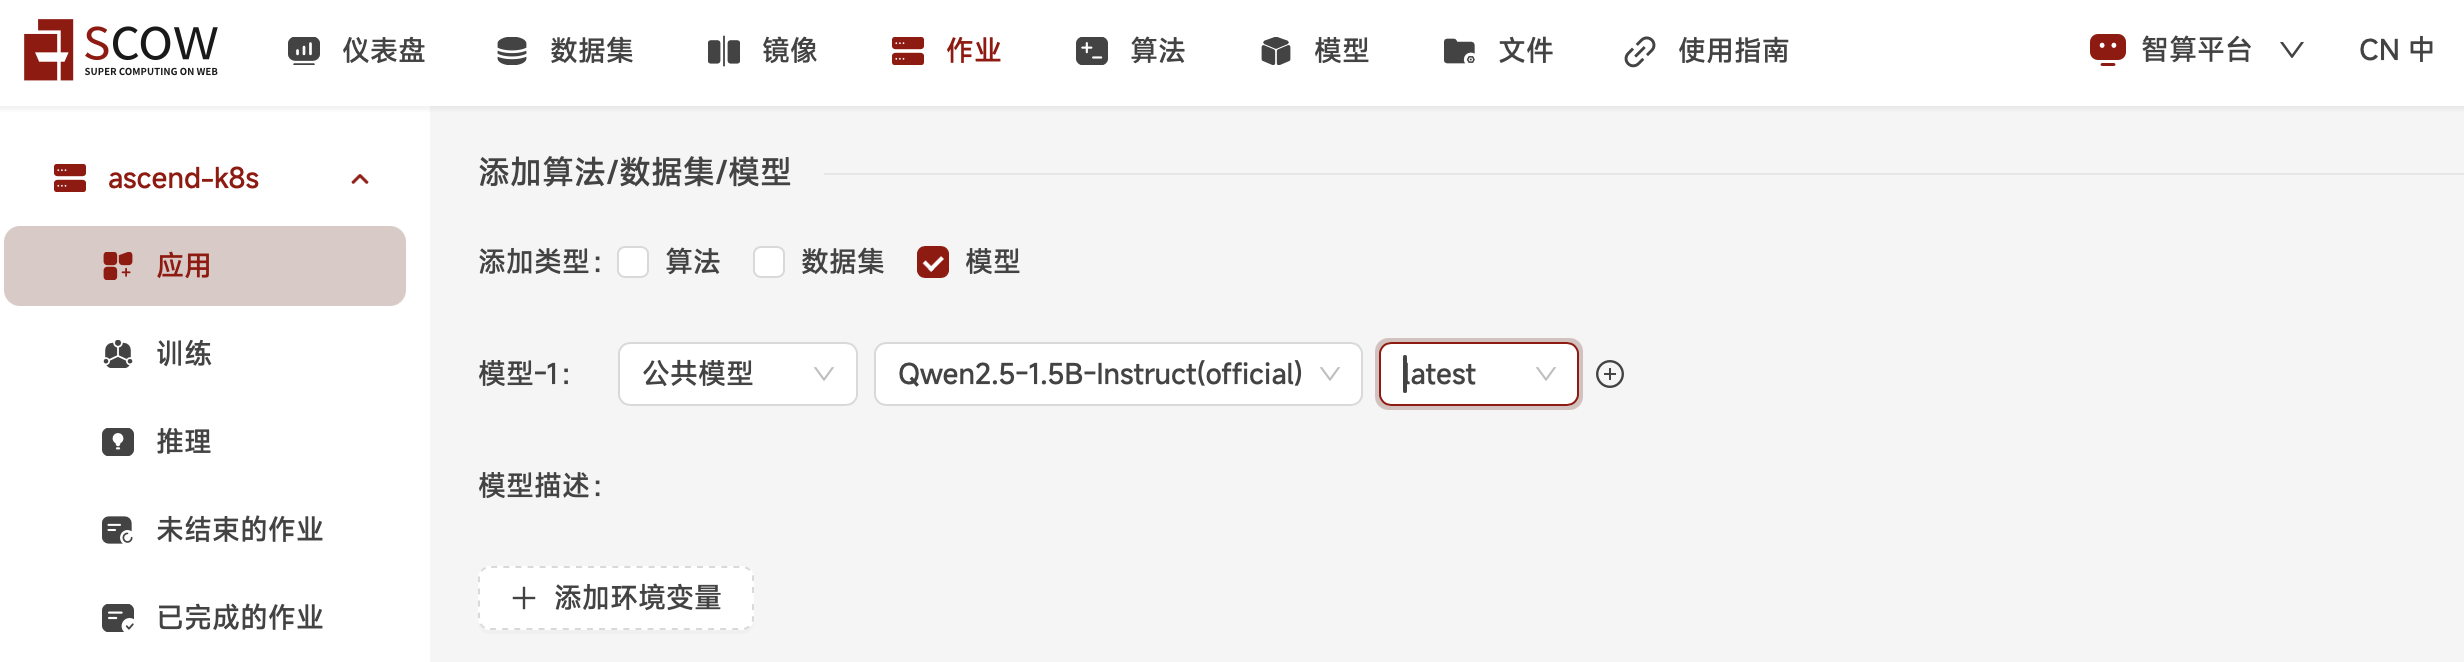 SCOW
SUPER COMPUTING ON WEB
仪表盘
数据集
镜像
作业
算法
模型
文件
使用指南
智算平台
CN 中
ascend-k8s
应用
训练
推理
未结束的作业
已完成的作业
添加算法/数据集/模型
添加类型: 算法 数据集 模型
模型-1: 公共模型 Qwen2.5-1.5B-Instruct(official) latest
模型描述:
添加环境变量